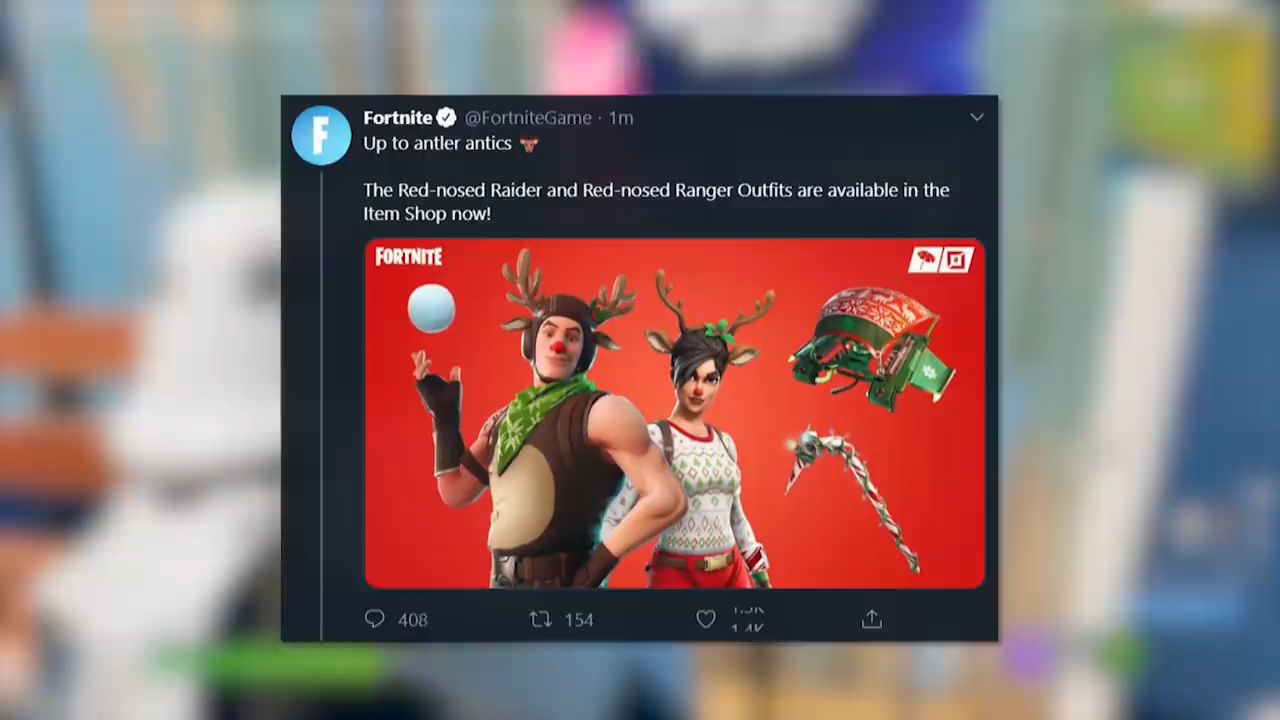 Fortnite @FortniteGame · 1m
Up to antler antics
The Red-nosed Raider and Red-nosed Ranger Outfits are available in the
Item Shop now!
FORTNITE
408 154